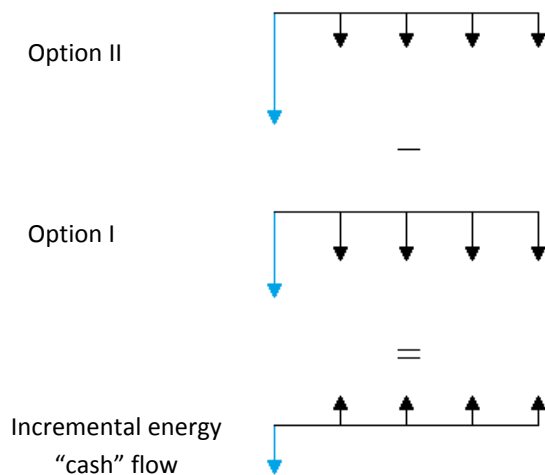 Option II
—
Option I
=
Incremental energy
“cash” flow